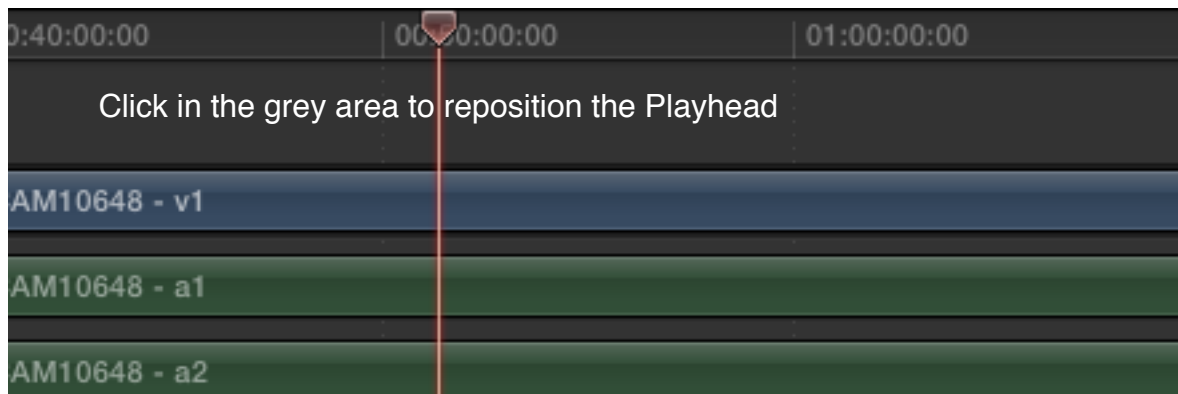 0:40:00:00 00:50:00:00 01:00:00:00
Click in the grey area to reposition the Playhead
AM10648 - v1
AM10648 - a1
AM10648 - a2